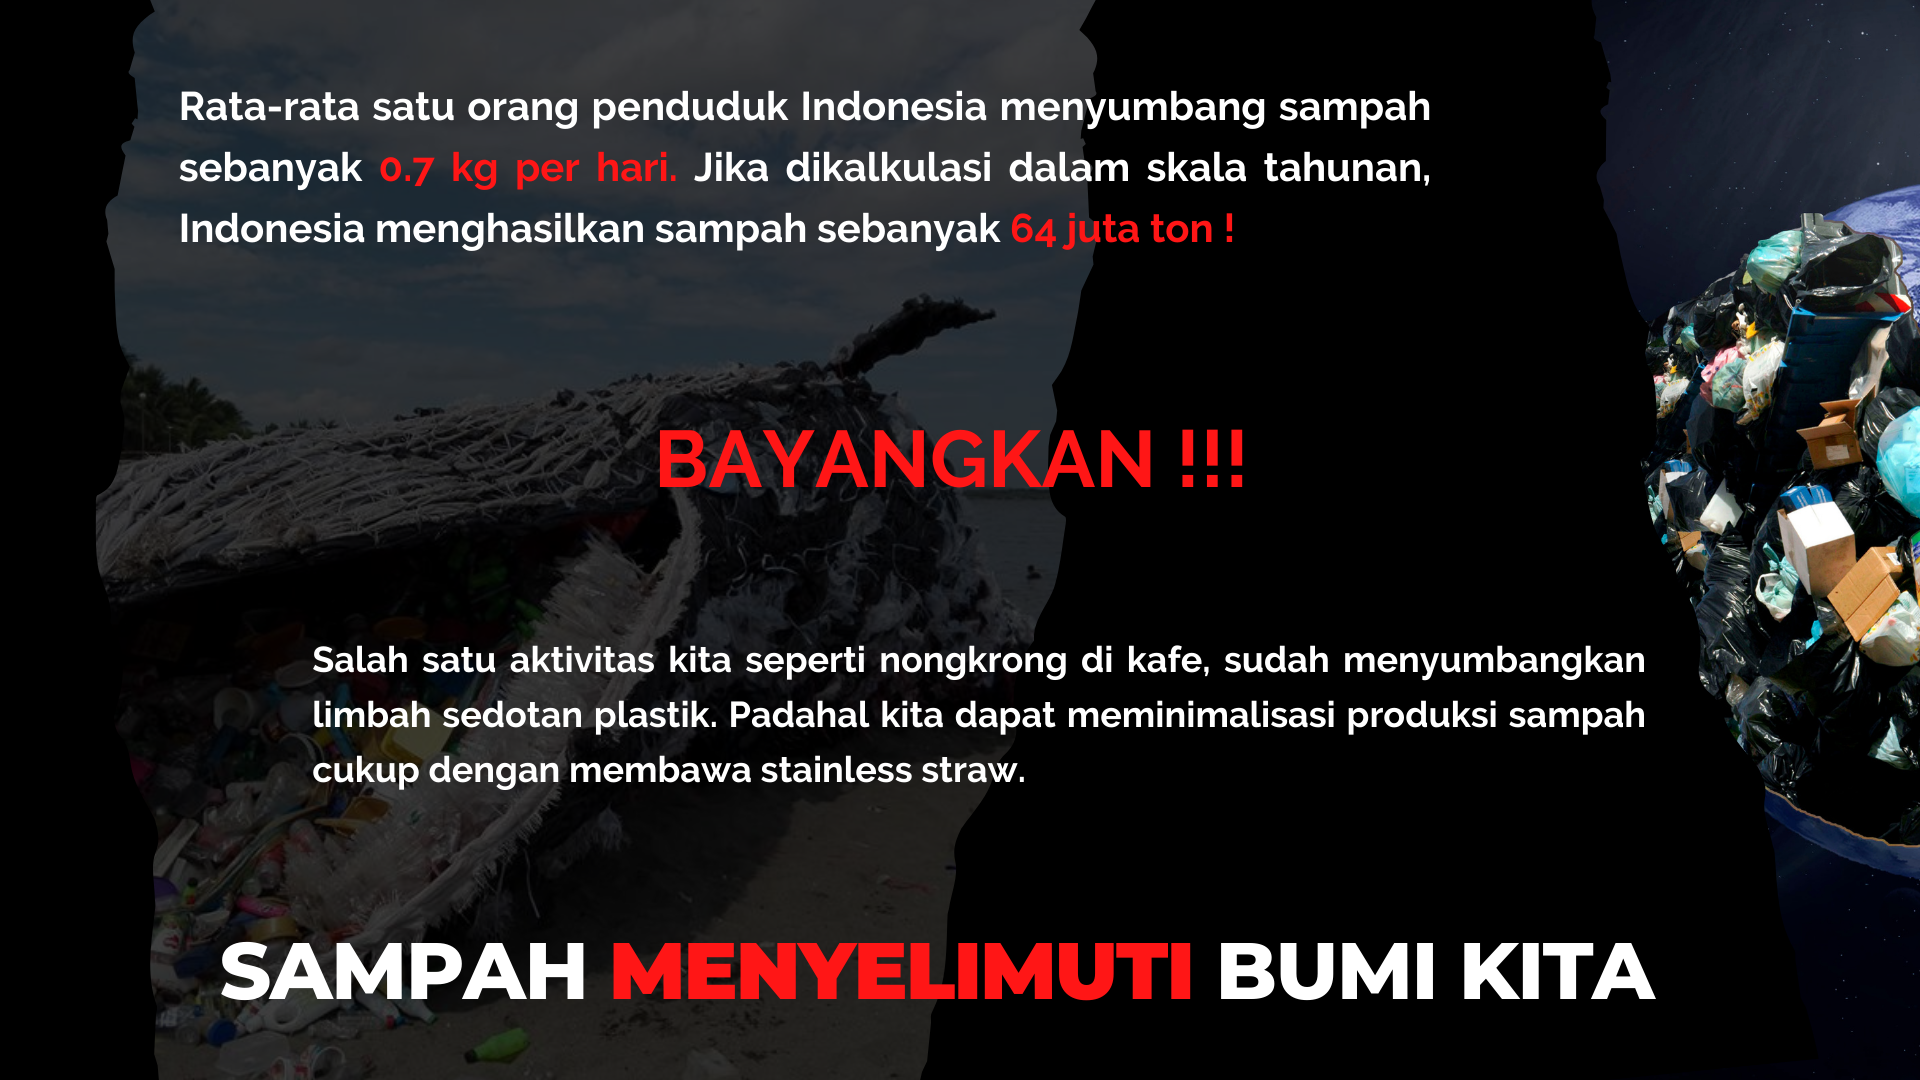 Rata-rata satu orang penduduk Indonesia menyumbang sampah
sebanyak 0.7 kg per hari. Jika dikalkulasi dalam skala tahunan,
Indonesia menghasilkan sampah sebanyak 64 juta ton !
BAYANGKAN !!!
Salah satu aktivitas kita seperti nongkrong di kafe, sudah menyumbangkan
limbah sedotan plastik. Padahal kita dapat meminimalisasi produksi sampah
cukup dengan membawa stainless straw.
SAMPAH MENYELIMUTI BUMI KITA